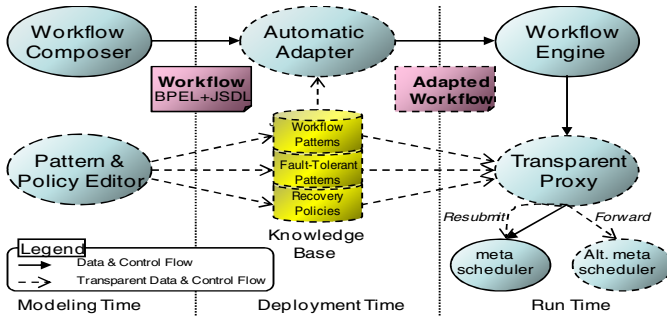 Workflow
Composer
Automatic
Adapter
Workflow
Engine
Workflow
BPEL+JSDL
Adapted
Workflow
Pattern &
Policy Editor
Workflow
Patterns
Fault-Tolerant
Patterns
Recovery
Policies
Knowledge
Base
Transparent
Proxy
Resubmit
Forward
meta
scheduler
Alt. meta
scheduler
Legend
Data & Control Flow
Transparent Data & Control Flow
Modeling Time
Deployment Time
Run Time